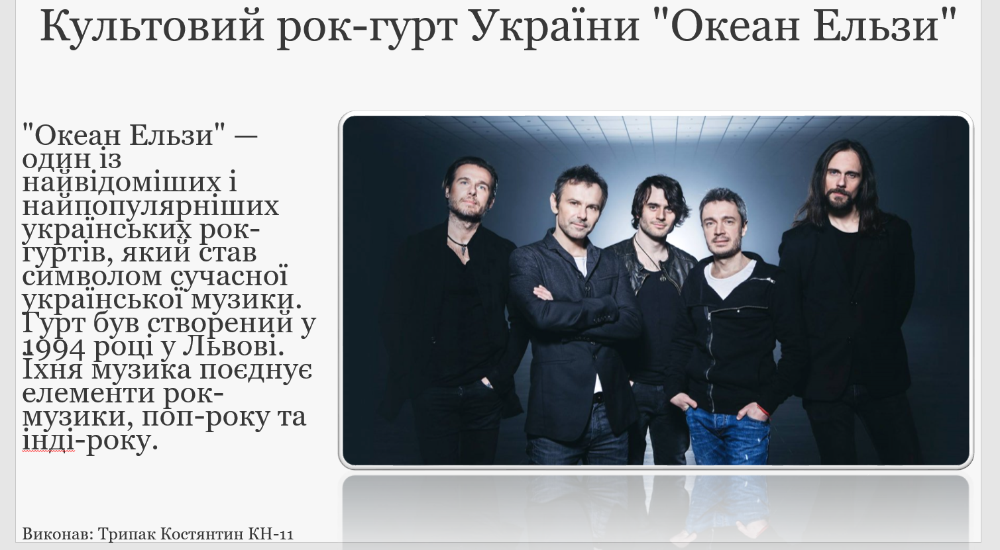 Культовий рок-гурт України "Океан Ельзи"
"Океан Ельзи" —
один із
найвідоміших і
найпопулярніших
українських рок-
гуртів, який став
символом сучасної
української музики.
Гурт був створений у
1994 році у Львові.
Їхня музика поєднує
елементи рок-
музики, поп-року та
інді-року.
Виконав: Трипак Костянтин КН-11